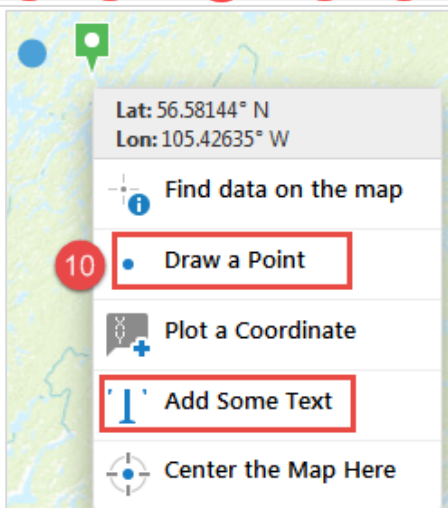 Lat: 56.58144° N
Lon: 105.42635° W
Find data on the map
10
Draw a Point
Plot a Coordinate
Add Some Text
Center the Map Here